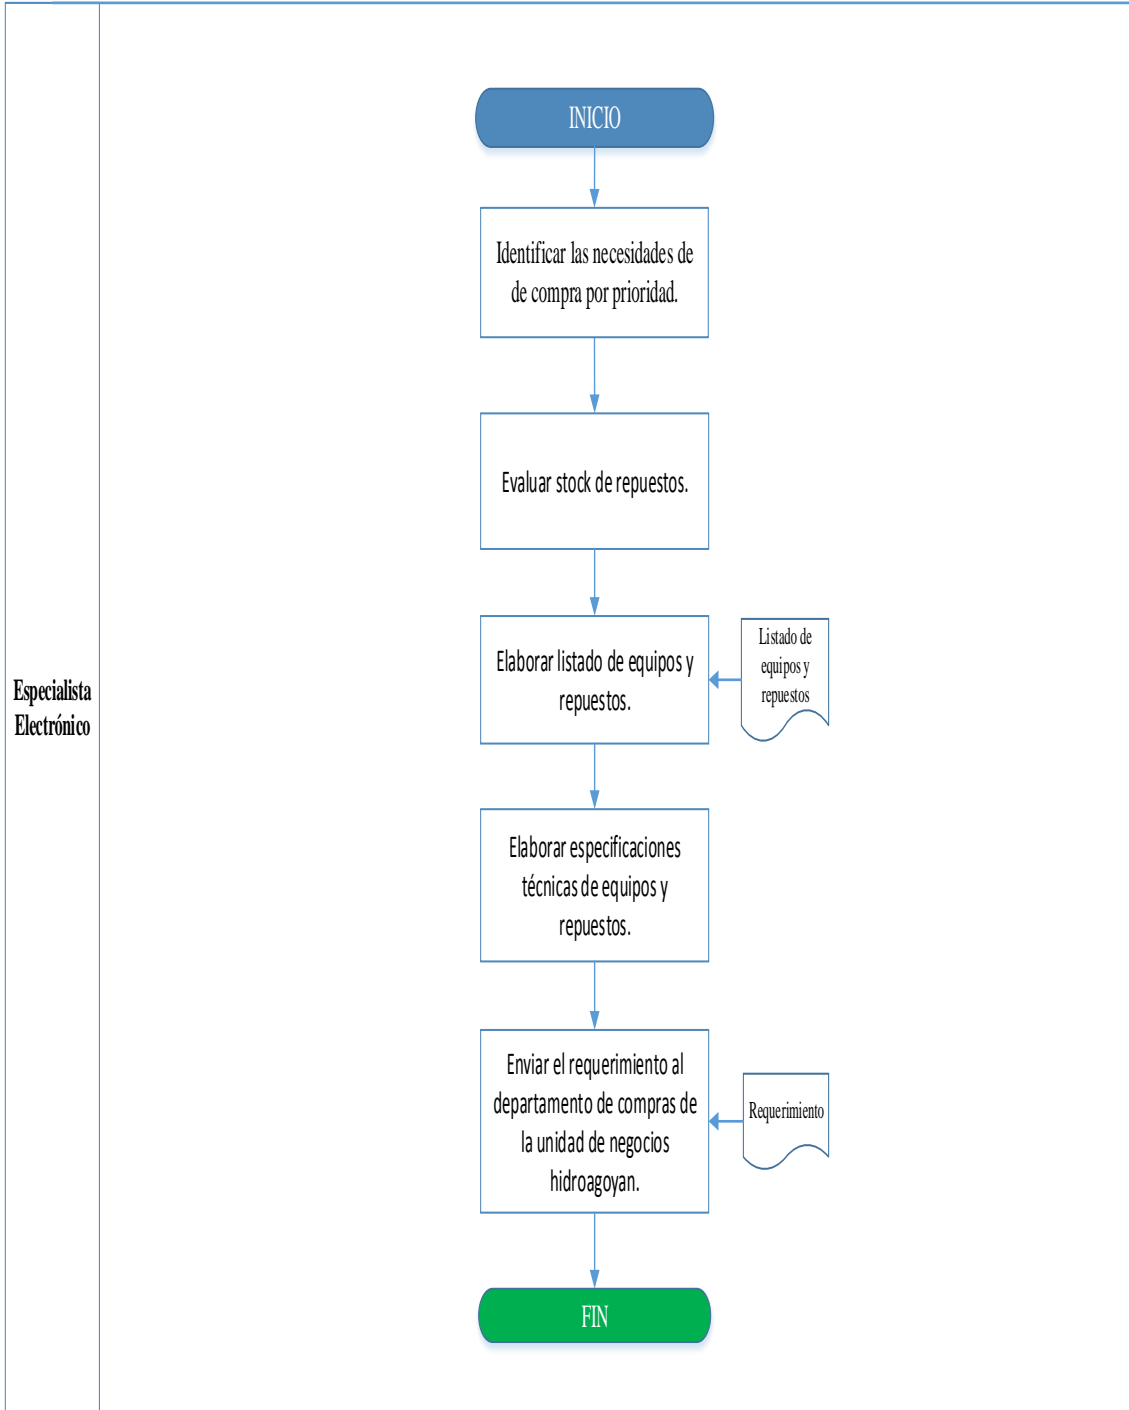 INICIO
Identificar las necesidades de
de compra por prioridad.
Evaluar stock de repuestos.
Elaborar listado de equipos y
repuestos.
Listado de
equipos y
repuestos
Especialista
Electrónico
Elaborar especificaciones
técnicas de equipos y
repuestos.
Enviar el requerimiento al
departamento de compras de
la unidad de negocios
hidroagoyan.
Requerimiento
FIN